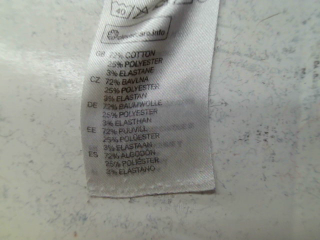 40
GB 72% COTTON
25% POLYESTER
3% ELASTANE
CZ 72% BAVLNA
25% POLYESTER
3% ELASTAN
DE 72% BAUMWOLLE
25% POLYESTER
3% ELASTHAN
EE 72% PUUVILL
25% POLÜESTER
3% ELASTAAN
ES 72% ALGODÓN
25% POLIÉSTER
3% ELASTANO